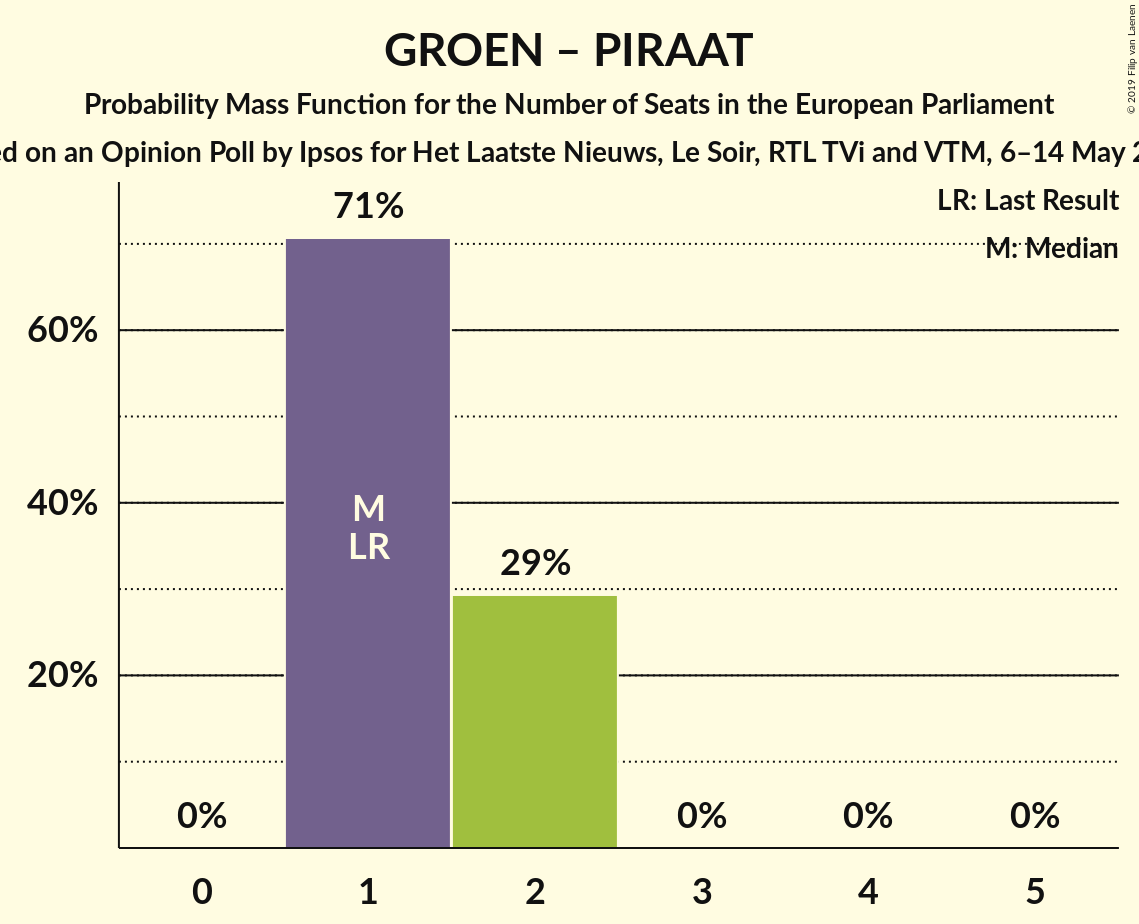 GROEN – PIRAAT
Probability Mass Function for the Number of Seats in the European Parliament
on an Opinion Poll by Ipsos for Het Laatste Nieuws, Le Soir, RTL TVi and VTM, 6–14 May
© 2019 Filip van Laenen
LR: Last Result
M: Median
71%
60%
M
40%
LR
29%
20%
0%
0%
0%
0%
0 1 2 3 4 5